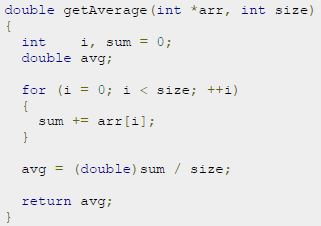 double getAverage(int *arr, int size)
{
  int    i, sum = 0;
  double avg;

  for (i = 0; i < size; ++i)
  {
    sum += arr[i];
  }

  avg = (double)sum / size;

  return avg;
}